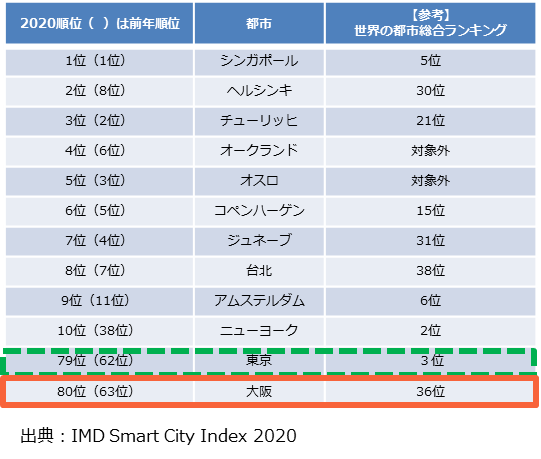 2020順位（ ）は前年順位 都市 【参考】
世界の都市総合ランキング
1位（1位） シンガポール 5位
2位（8位） ヘルシンキ 30位
3位（2位） チューリッヒ 21位
4位（6位） オークランド 対象外
5位（3位） オスロ 対象外
6位（5位） コペンハーゲン 15位
7位（4位） ジュネーブ 31位
8位（7位） 台北 38位
9位（11位） アムステルダム 6位
10位（38位） ニューヨーク 2位
79位（62位） 東京 3位
80位（63位） 大阪 36位
出典：IMD Smart City Index 2020